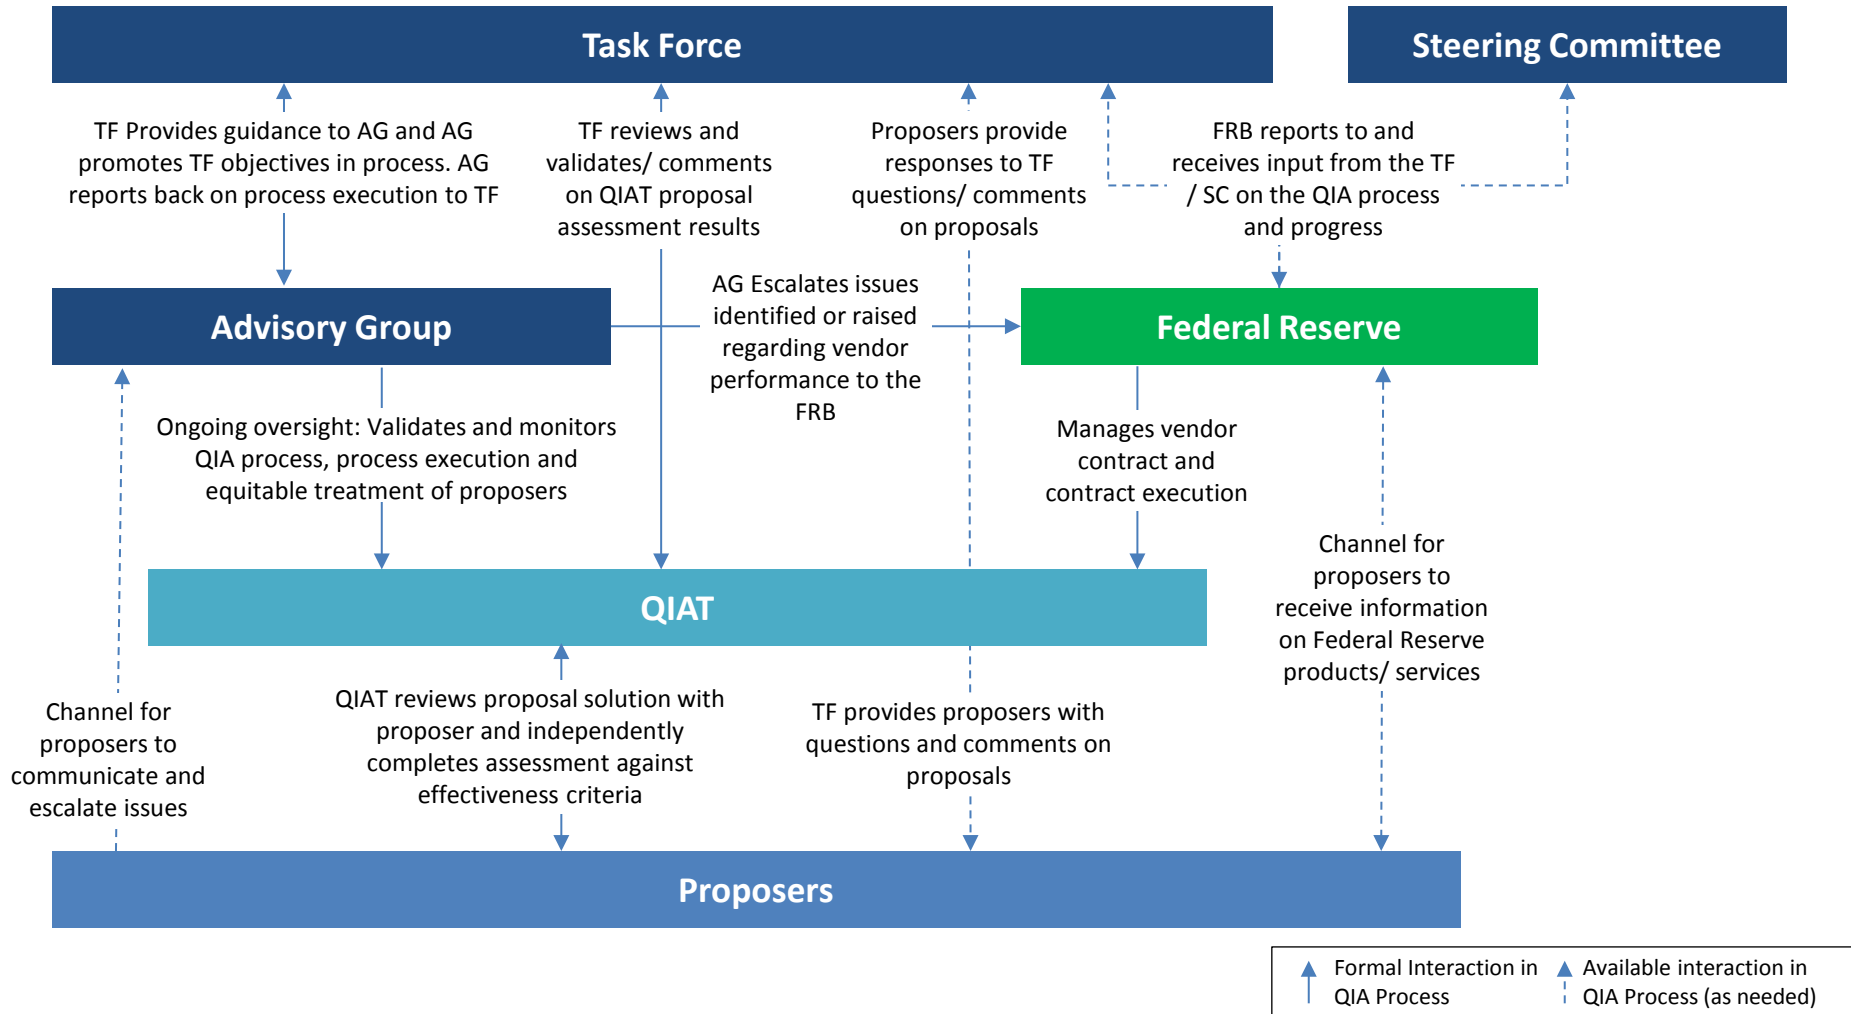 Task Force
Steering Committee
TF Provides guidance to AG and AG
promotes TF objectives in process. AG
reports back on process execution to TF
TF reviews and
validates/ comments
on QIAT proposal
assessment results
Proposers provide
responses to TF
questions/ comments
on proposals
FRB reports to and
receives input from the TF
/ SC on the QIA process
and progress
Advisory Group
AG Escalates issues
identified or raised
regarding vendor
performance to the
FRB
Federal Reserve
Ongoing oversight: Validates and monitors
QIA process, process execution and
equitable treatment of proposers
Manages vendor
contract and
contract execution
Channel for
proposers to
receive information
on Federal Reserve
products/ services
QIAT
Channel for
proposers to
communicate and
escalate issues
QIAT reviews proposal solution with
proposer and independently
completes assessment against
effectiveness criteria
TF provides proposers with
questions and comments on
proposals
Proposers
Formal Interaction in
QIA Process
Available interaction in
QIA Process (as needed)